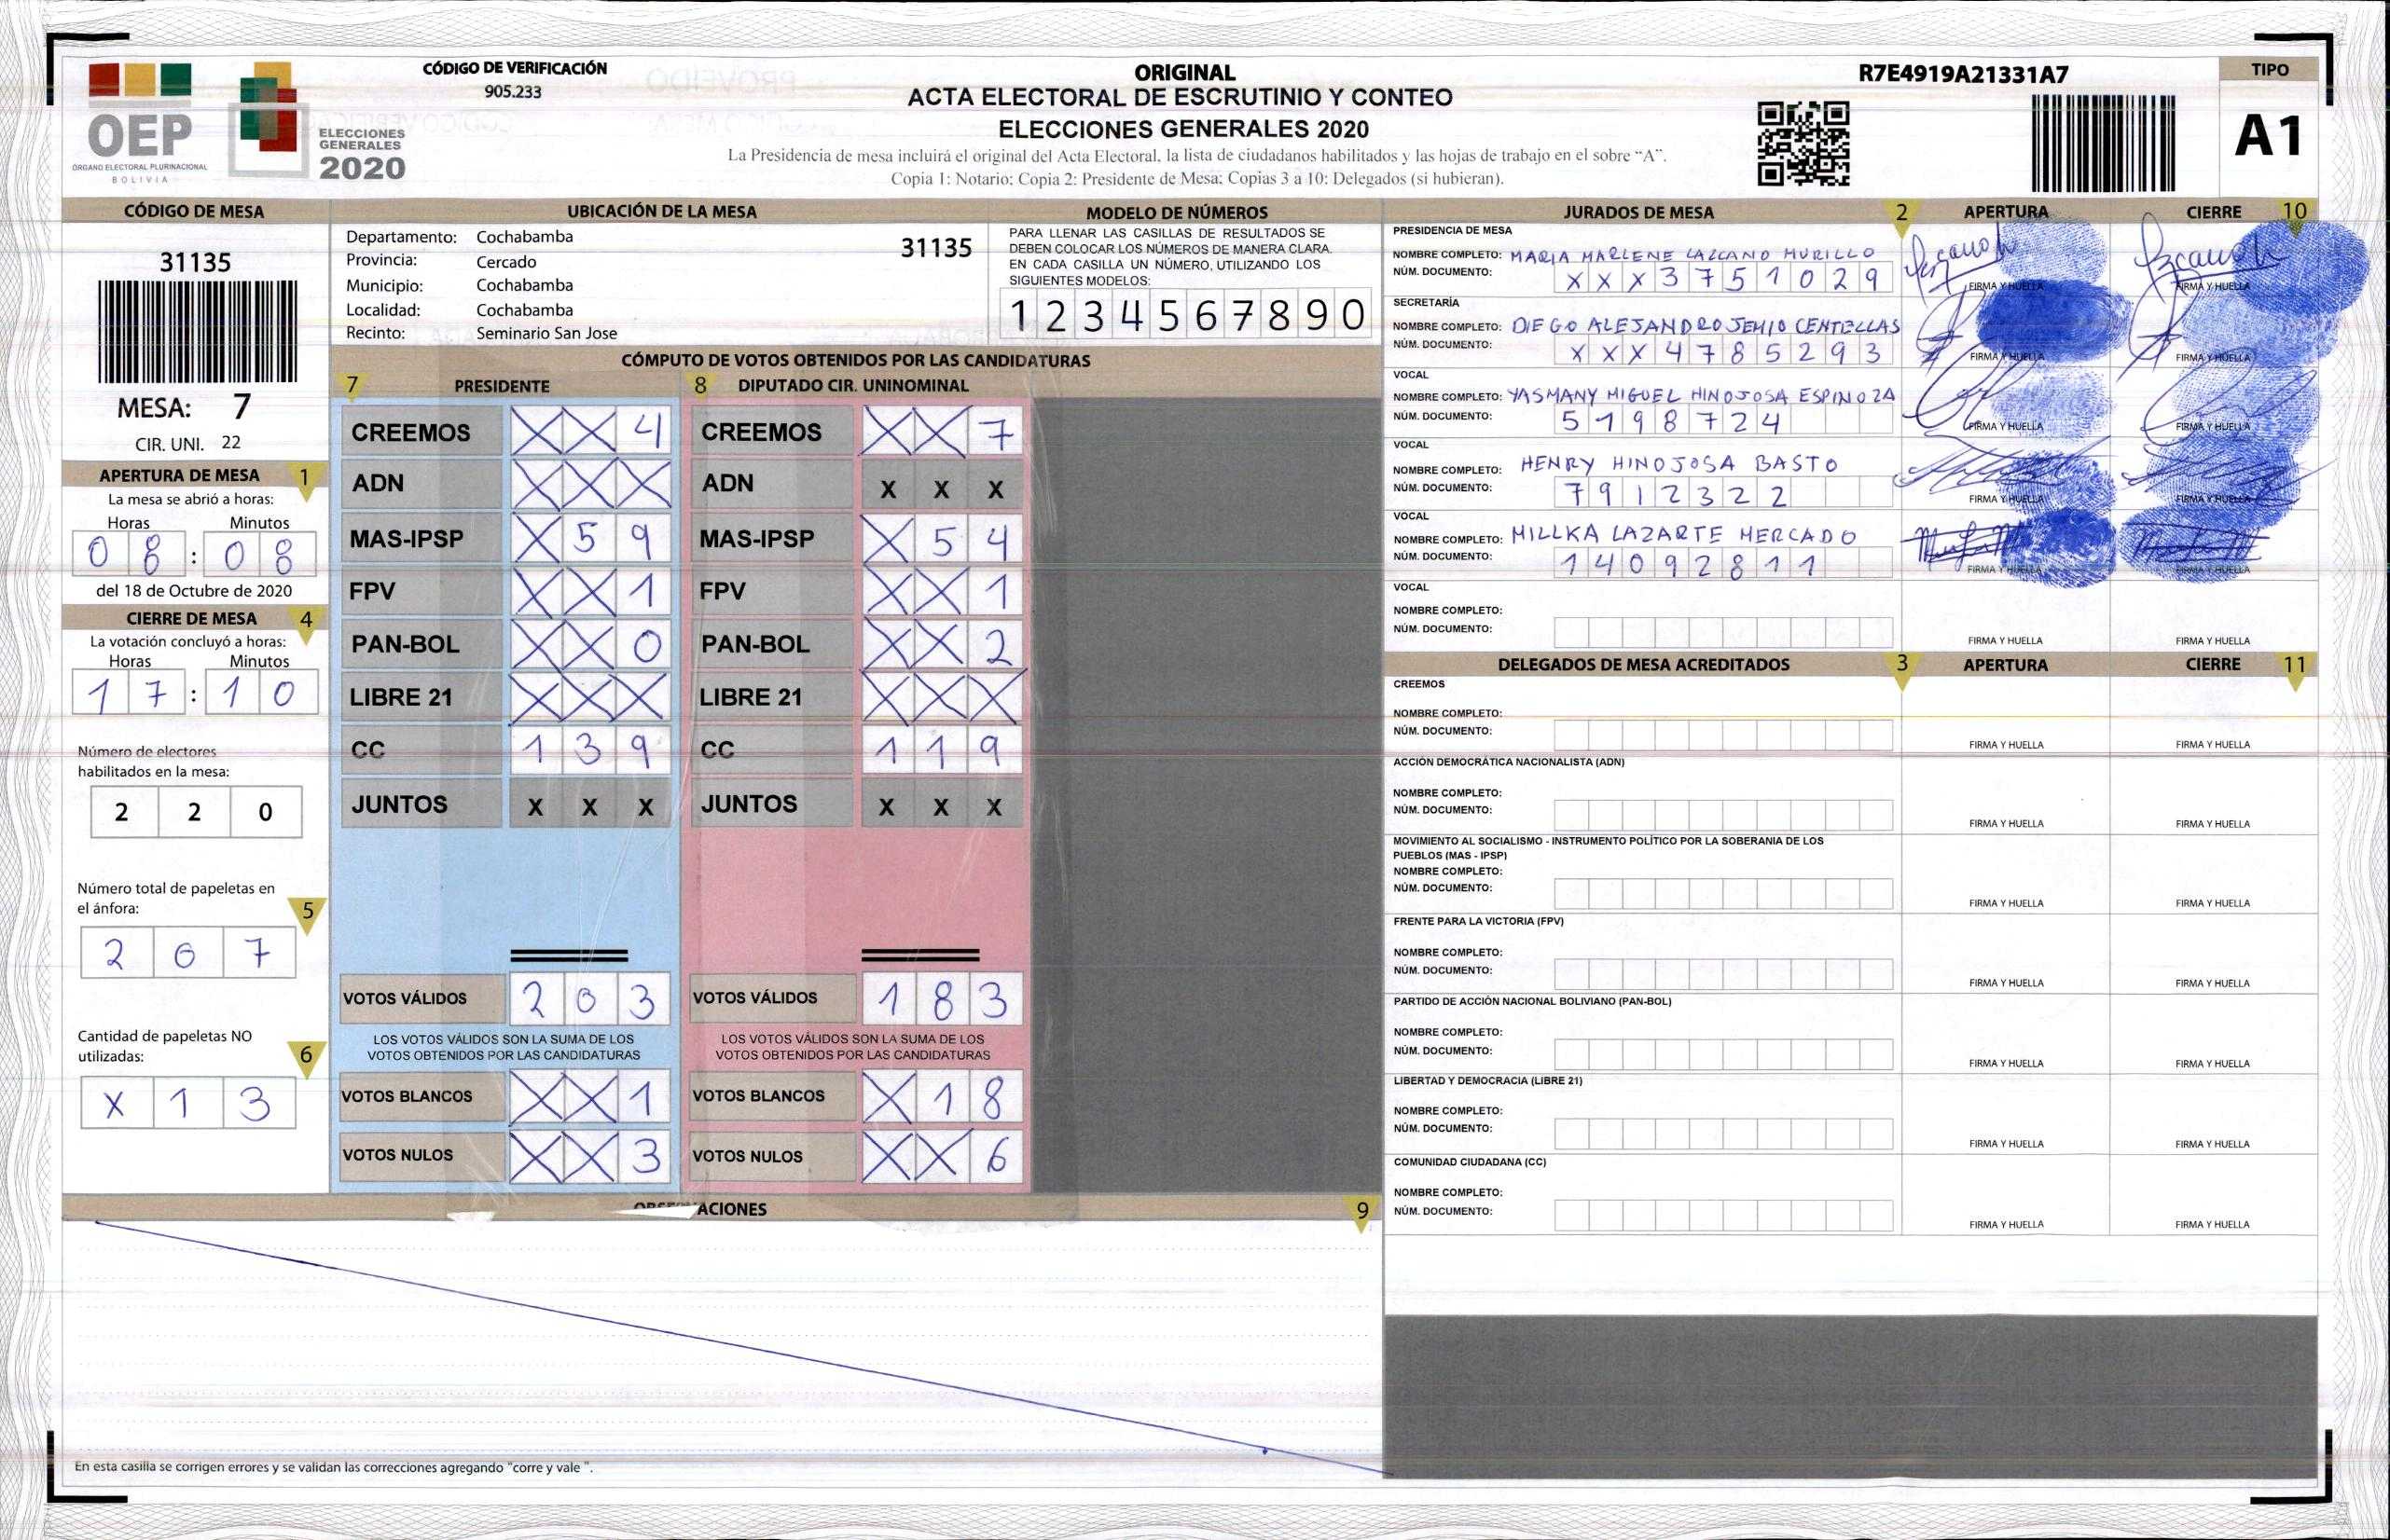 CÓDIGO DE VERIFICACIÓN
905.233
OEP
ÓRGANO ELECTORAL PLURINACIONAL
BOLIVIA
ELECCIONES
GENERALES
2020
ORIGINAL
ACTA ELECTORAL DE ESCRUTINIO Y CONTEO
ELECCIONES GENERALES 2020
La Presidencia de mesa incluirá el original del Acta Electoral, la lista de ciudadanos habilitados y las hojas de trabajo en el sobre “A”.
Copia 1: Notario; Copia 2: Presidente de Mesa; Copias 3 a 10: Delegados (si hubieran).
R7E4919A21331A7
TIPO
A1
CÓDIGO DE MESA
31135
MESA: 7
CIR. UNI. 22
APERTURA DE MESA 1
La mesa se abrió a horas:
Horas Minutos
0 8 : 0 8
del 18 de Octubre de 2020
CIERRE DE MESA 4
La votación concluyó a horas:
Horas Minutos
1 7 : 1 0
Número de electores
habilitados en la mesa:
2 2 0
Número total de papeletas en
el ánfora: 5
2 0 7
Cantidad de papeletas NO
utilizadas: 6
X 1 3
UBICACIÓN DE LA MESA
Departamento: Cochabamba 31135
Provincia: Cercado
Municipio: Cochabamba
Localidad: Cochabamba
Recinto: Seminario San Jose
MODELO DE NÚMEROS
PARA LLENAR LAS CASILLAS DE RESULTADOS SE
DEBEN COLOCAR LOS NÚMEROS DE MANERA CLARA.
EN CADA CASILLA UN NÚMERO, UTILIZANDO LOS
SIGUIENTES MODELOS:
1 2 3 4 5 6 7 8 9 0
CÓMPUTO DE VOTOS OBTENIDOS POR LAS CANDIDATURAS
7 PRESIDENTE
CREEMOS X X 4
ADN X X X
MAS-IPSP X 5 9
FPV X X 1
PAN-BOL X X 0
LIBRE 21 X X X
CC 1 3 9
JUNTOS X X X
VOTOS VÁLIDOS 2 0 3
LOS VOTOS VÁLIDOS SON LA SUMA DE LOS
VOTOS OBTENIDOS POR LAS CANDIDATURAS
VOTOS BLANCOS X X 1
VOTOS NULOS X X 3
8 DIPUTADO CIR. UNINOMINAL
CREEMOS X X 7
ADN X X X
MAS-IPSP X 5 4
FPV X X 1
PAN-BOL X X 2
LIBRE 21 X X X
CC 1 1 9
JUNTOS X X X
VOTOS VÁLIDOS 1 8 3
LOS VOTOS VÁLIDOS SON LA SUMA DE LOS
VOTOS OBTENIDOS POR LAS CANDIDATURAS
VOTOS BLANCOS X 1 8
VOTOS NULOS X X 6
9
En esta casilla se corrigen errores y se validan las correcciones agregando "corre y vale ".
JURADOS DE MESA 2 APERTURA CIERRE 10
PRESIDENCIA DE MESA
NOMBRE COMPLETO: MARIA MARLENE LAZCANO MURILLO
NÚM. DOCUMENTO: X X X 3 7 5 1 0 2 9
FIRMA Y HUELLA FIRMA Y HUELLA
SECRETARÍA
NOMBRE COMPLETO: DIEGO ALEJANDRO JEMIO CENTELLAS
NÚM. DOCUMENTO: X X X 4 7 8 5 2 9 3
FIRMA Y HUELLA FIRMA Y HUELLA
VOCAL
NOMBRE COMPLETO: YASMANY MIGUEL HINOJOSA ESPINOZA
NÚM. DOCUMENTO: 5 1 9 8 7 2 4
FIRMA Y HUELLA FIRMA Y HUELLA
VOCAL
NOMBRE COMPLETO: HENRY HINOJOSA BASTO
NÚM. DOCUMENTO: 7 9 1 2 3 2 2
FIRMA Y HUELLA FIRMA Y HUELLA
VOCAL
NOMBRE COMPLETO: MILLKA LAZARTE MERCADO
NÚM. DOCUMENTO: 1 4 0 9 2 8 1 1
FIRMA Y HUELLA FIRMA Y HUELLA
VOCAL
NOMBRE COMPLETO:
NÚM. DOCUMENTO:
FIRMA Y HUELLA FIRMA Y HUELLA
DELEGADOS DE MESA ACREDITADOS 3 APERTURA CIERRE 11
CREEMOS
NOMBRE COMPLETO:
NÚM. DOCUMENTO:
FIRMA Y HUELLA FIRMA Y HUELLA
ACCIÓN DEMOCRÁTICA NACIONALISTA (ADN)
NOMBRE COMPLETO:
NÚM. DOCUMENTO:
FIRMA Y HUELLA FIRMA Y HUELLA
MOVIMIENTO AL SOCIALISMO - INSTRUMENTO POLÍTICO POR LA SOBERANIA DE LOS
PUEBLOS (MAS - IPSP)
NOMBRE COMPLETO:
NÚM. DOCUMENTO:
FIRMA Y HUELLA FIRMA Y HUELLA
FRENTE PARA LA VICTORIA (FPV)
NOMBRE COMPLETO:
NÚM. DOCUMENTO:
FIRMA Y HUELLA FIRMA Y HUELLA
PARTIDO DE ACCIÓN NACIONAL BOLIVIANO (PAN-BOL)
NOMBRE COMPLETO:
NÚM. DOCUMENTO:
FIRMA Y HUELLA FIRMA Y HUELLA
LIBERTAD Y DEMOCRACIA (LIBRE 21)
NOMBRE COMPLETO:
NÚM. DOCUMENTO:
FIRMA Y HUELLA FIRMA Y HUELLA
COMUNIDAD CIUDADANA (CC)
NOMBRE COMPLETO:
NÚM. DOCUMENTO:
FIRMA Y HUELLA FIRMA Y HUELLA